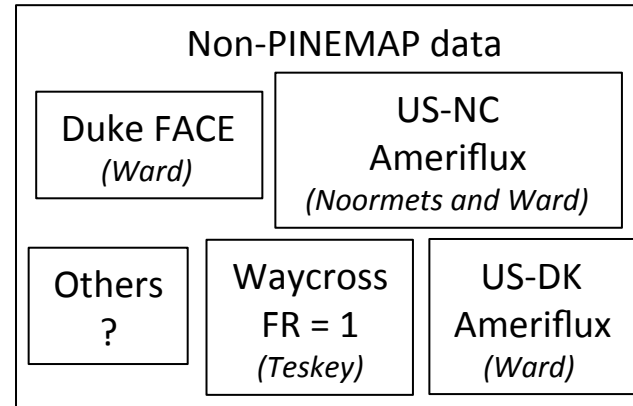 Non-PINEMAP data
Duke FACE
(Ward)
US-NC
Ameriflux
(Noormets and Ward)
Others
?
Waycross
FR = 1
(Teskey)
US-DK
Ameriflux
(Ward)